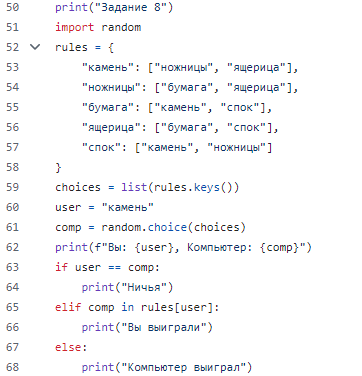 50 print("Задание 8")
51 import random
52 rules = {
53     "камень": ["ножницы", "ящерица"],
54     "ножницы": ["бумага", "ящерица"],
55     "бумага": ["камень", "спок"],
56     "ящерица": ["бумага", "спок"],
57     "спок": ["камень", "ножницы"]
58 }
59 choices = list(rules.keys())
60 user = "камень"
61 comp = random.choice(choices)
62 print(f"Вы: {user}, Компьютер: {comp}")
63 if user == comp:
64     print("Ничья")
65 elif comp in rules[user]:
66     print("Вы выиграли")
67 else:
68     print("Компьютер выиграл")